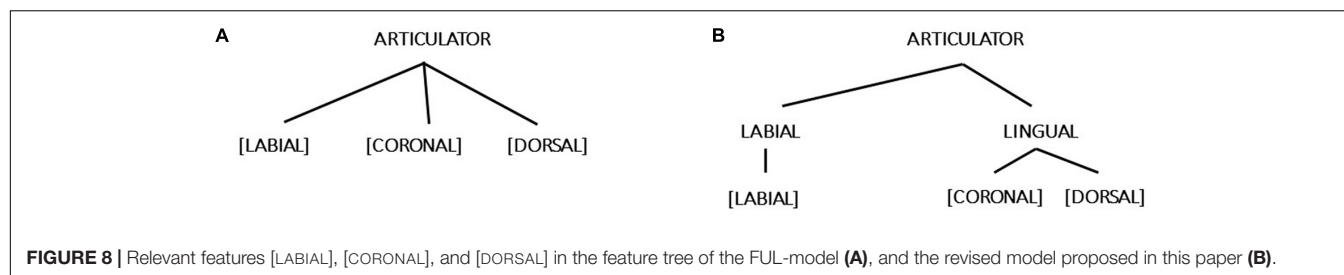 A
ARTICULATOR
[LABIAL] [CORONAL] [DORSAL]
B
ARTICULATOR
LABIAL LINGUAL
[LABIAL] [CORONAL] [DORSAL]
FIGURE 8 | Relevant features [LABIAL], [CORONAL], and [DORSAL] in the feature tree of the FUL-model (A), and the revised model proposed in this paper (B).